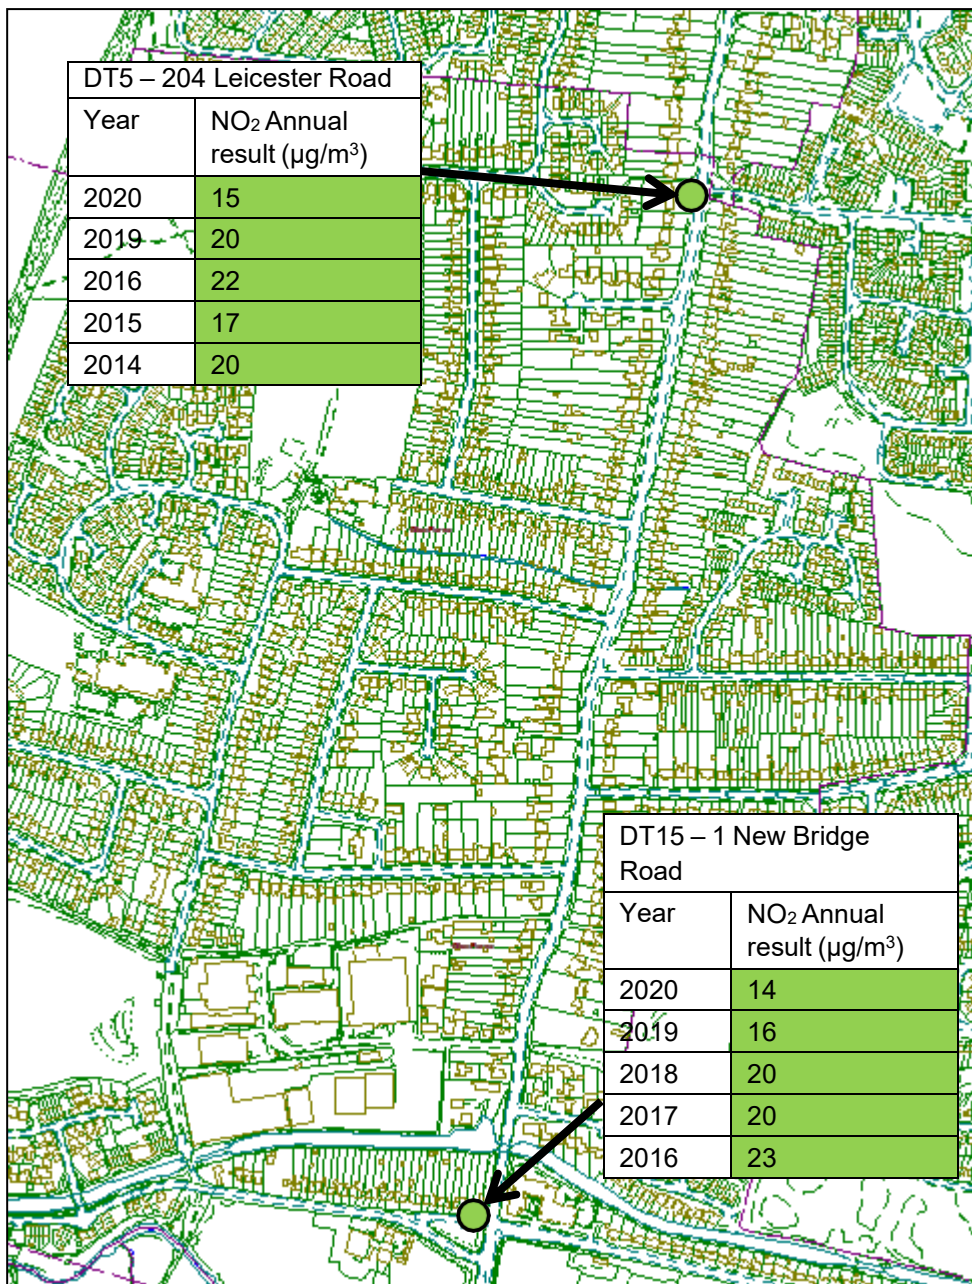 DT5 – 204 Leicester Road
Year NO₂ Annual
result (µg/m³)
2020 15
2019 20
2016 22
2015 17
2014 20
DT15 – 1 New Bridge
Road
Year NO₂ Annual
result (µg/m³)
2020 14
2019 16
2018 20
2017 20
2016 23